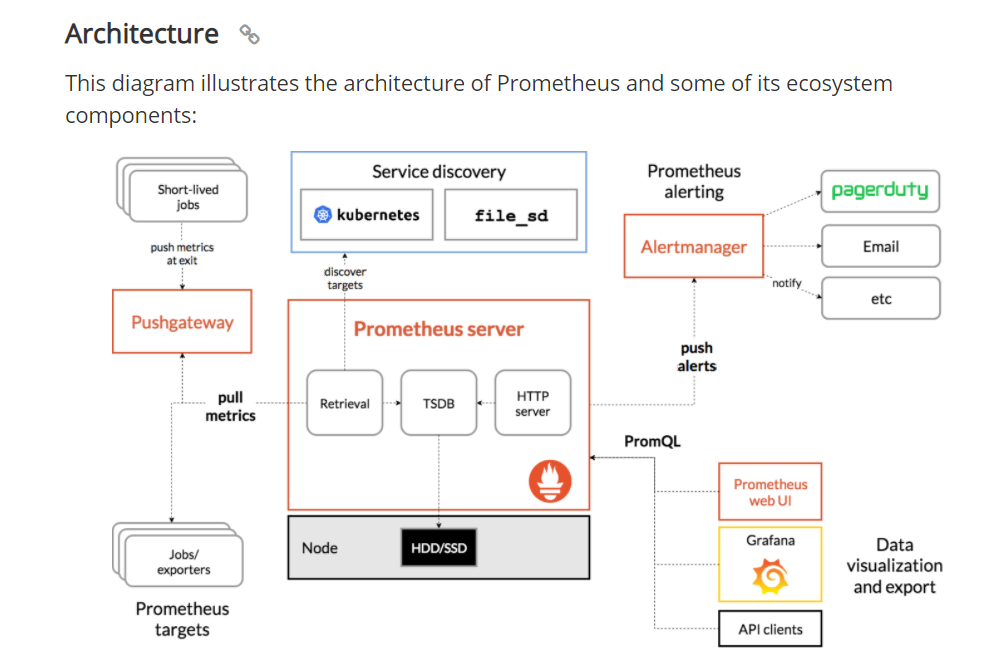 Architecture
This diagram illustrates the architecture of Prometheus and some of its ecosystem
components:
Short-lived
jobs
push metrics
at exit
Pushgateway
pull
metrics
Jobs/
exporters
Prometheus
targets
Service discovery
kubernetes
file_sd
discover
targets
Prometheus server
Retrieval
TSDB
HTTP
server
Node
HDD/SSD
Prometheus
alerting
Alertmanager
pagerduty
Email
notify
etc
push
alerts
PromQL
Prometheus
web UI
Grafana
API clients
Data
visualization
and export